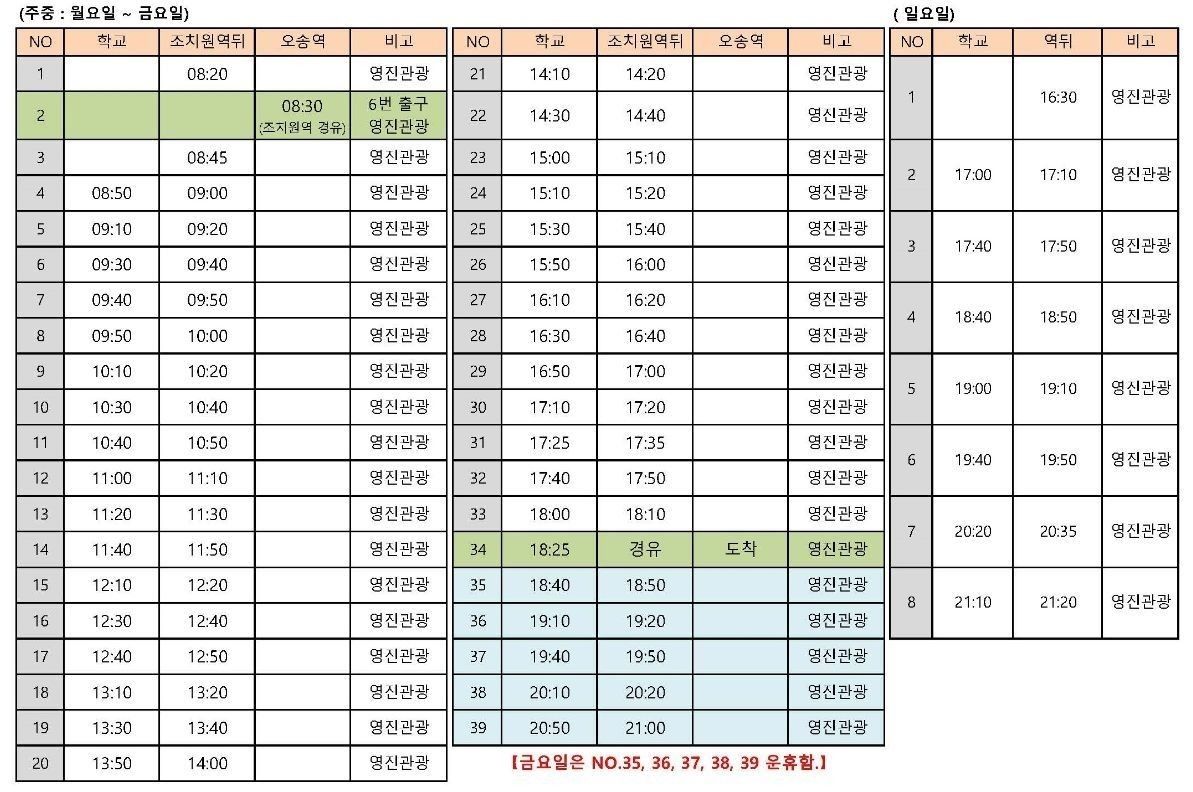 (주중 : 월요일 ~ 금요일)
NO 학교 조치원역뒤 오송역 비고
1 08:20 영진관광
2 08:30 (조치원역 경유) 6번 출구 영진관광
3 08:45 영진관광
4 08:50 09:00 영진관광
5 09:10 09:20 영진관광
6 09:30 09:40 영진관광
7 09:40 09:50 영진관광
8 09:50 10:00 영진관광
9 10:10 10:20 영진관광
10 10:30 10:40 영진관광
11 10:40 10:50 영진관광
12 11:00 11:10 영진관광
13 11:20 11:30 영진관광
14 11:40 11:50 영진관광
15 12:10 12:20 영진관광
16 12:30 12:40 영진관광
17 12:40 12:50 영진관광
18 13:10 13:20 영진관광
19 13:30 13:40 영진관광
20 13:50 14:00 영진관광
NO 학교 조치원역뒤 오송역 비고
21 14:10 14:20 영진관광
22 14:30 14:40 영진관광
23 15:00 15:10 영진관광
24 15:10 15:20 영진관광
25 15:30 15:40 영진관광
26 15:50 16:00 영진관광
27 16:10 16:20 영진관광
28 16:30 16:40 영진관광
29 16:50 17:00 영진관광
30 17:10 17:20 영진관광
31 17:25 17:35 영진관광
32 17:40 17:50 영진관광
33 18:00 18:10 영진관광
34 18:25 경유 도착 영진관광
35 18:40 18:50 영진관광
36 19:10 19:20 영진관광
37 19:40 19:50 영진관광
38 20:10 20:20 영진관광
39 20:50 21:00 영진관광
【금요일은 NO.35, 36, 37, 38, 39 운휴함.】
( 일요일)
NO 학교 역뒤 비고
1 16:30 영진관광
2 17:00 17:10 영진관광
3 17:40 17:50 영진관광
4 18:40 18:50 영진관광
5 19:00 19:10 영진관광
6 19:40 19:50 영진관광
7 20:20 20:35 영진관광
8 21:10 21:20 영진관광